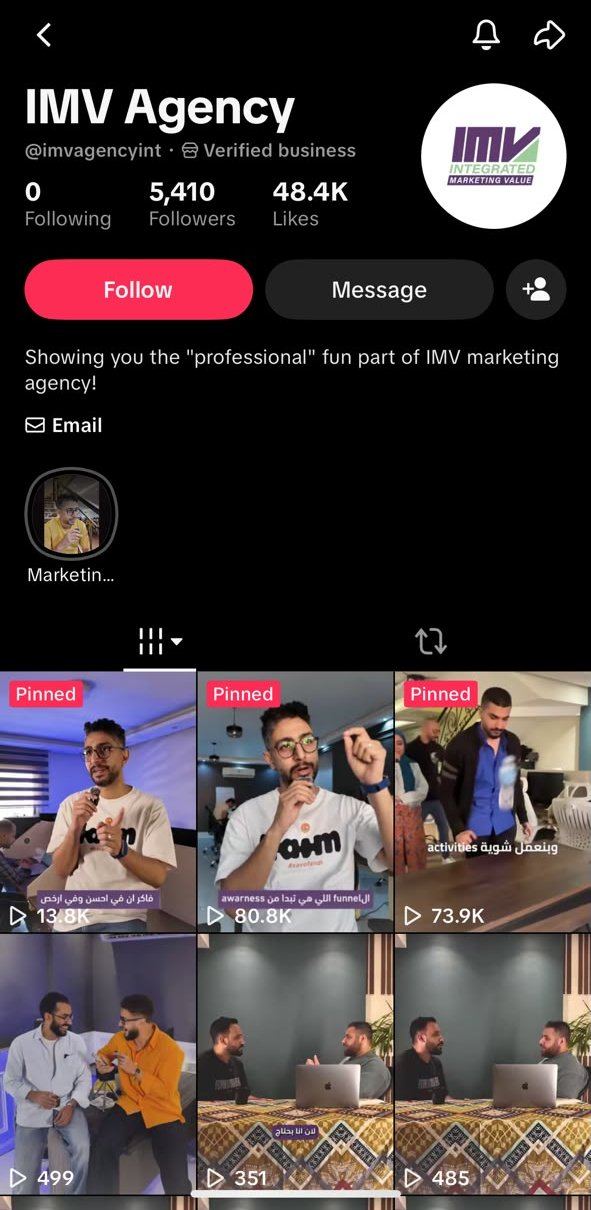 IMV Agency
@imvagencyint · Verified business
0 5,410 48.4K
Following Followers Likes
IMV
INTEGRATED
MARKETING VALUE
Follow Message
Showing you the "professional" fun part of IMV marketing
agency!
Email
Marketin...
Pinned Pinned Pinned
فاكر ان في احسن وفي ارخص
13.8K
الـfunnel اللي هي تبدأ من awarness
80.8K
وبنعمل شوية activities
73.9K
499
لان انا بحتاج
351
485